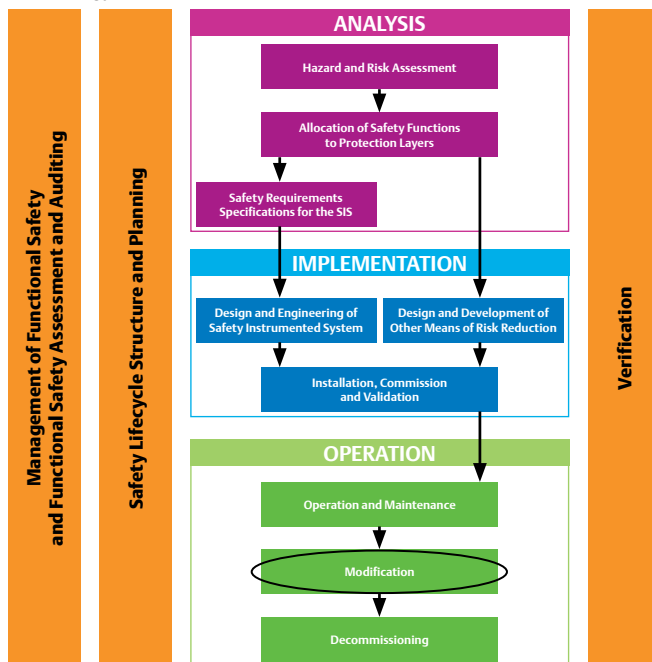 Management of Functional Safety
and Functional Safety Assessment and Auditing
Safety Lifecycle Structure and Planning
ANALYSIS
Hazard and Risk Assessment
Allocation of Safety Functions
to Protection Layers
Safety Requirements
Specifications for the SIS
IMPLEMENTATION
Design and Engineering of
Safety Instrumented System
Design and Development of
Other Means of Risk Reduction
Installation, Commission
and Validation
OPERATION
Operation and Maintenance
Modification
Decommissioning
Verification